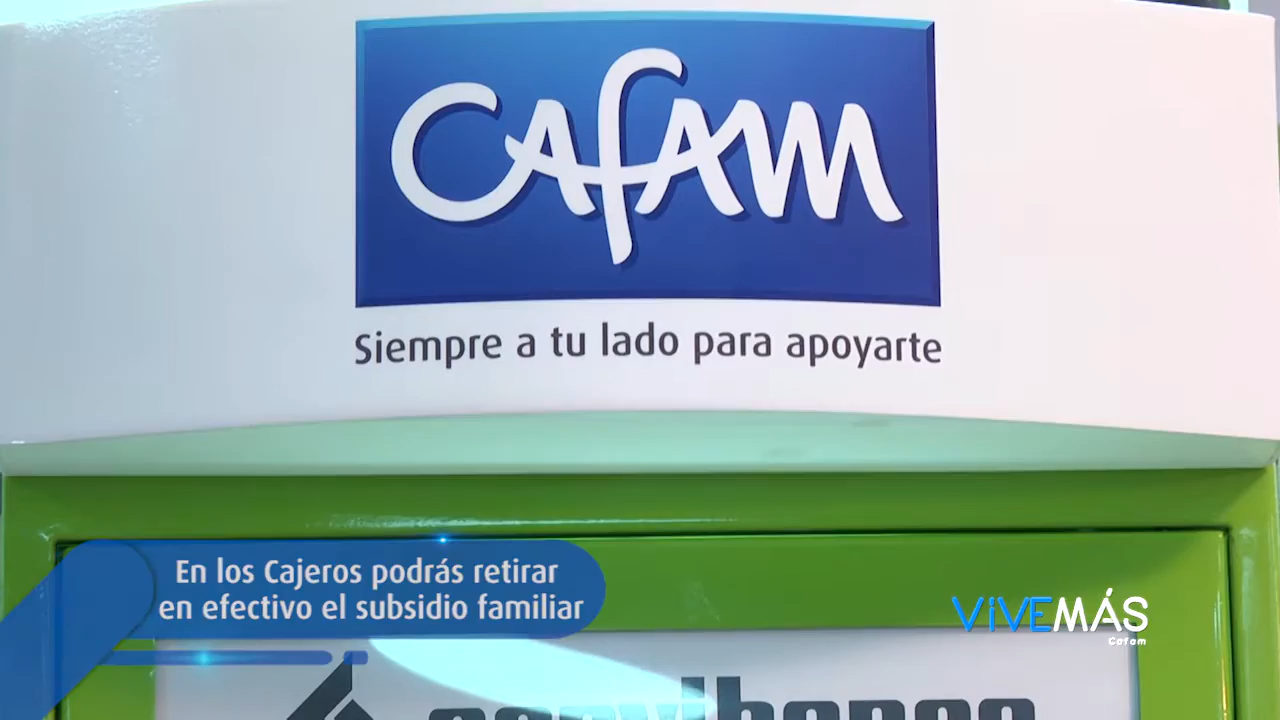 CAFAM
Siempre a tu lado para apoyarte
En los Cajeros podrás retirar
en efectivo el subsidio familiar
ViVEMÁS
Cafam